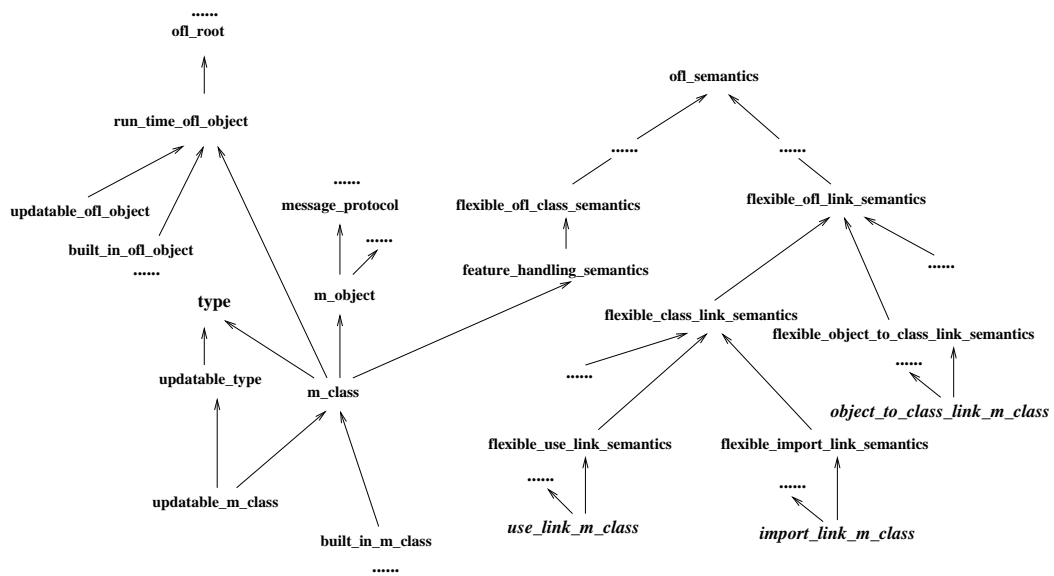 ......
ofl_root
ofl_semantics
run_time_ofl_object
......
......
......
message_protocol
flexible_ofl_class_semantics
flexible_ofl_link_semantics
updatable_ofl_object
......
built_in_ofl_object
......
feature_handling_semantics
......
type
m_object
flexible_class_link_semantics
flexible_object_to_class_link_semantics
updatable_type
m_class
......
......
object_to_class_link_m_class
flexible_use_link_semantics
flexible_import_link_semantics
......
......
updatable_m_class
use_link_m_class
import_link_m_class
built_in_m_class
......